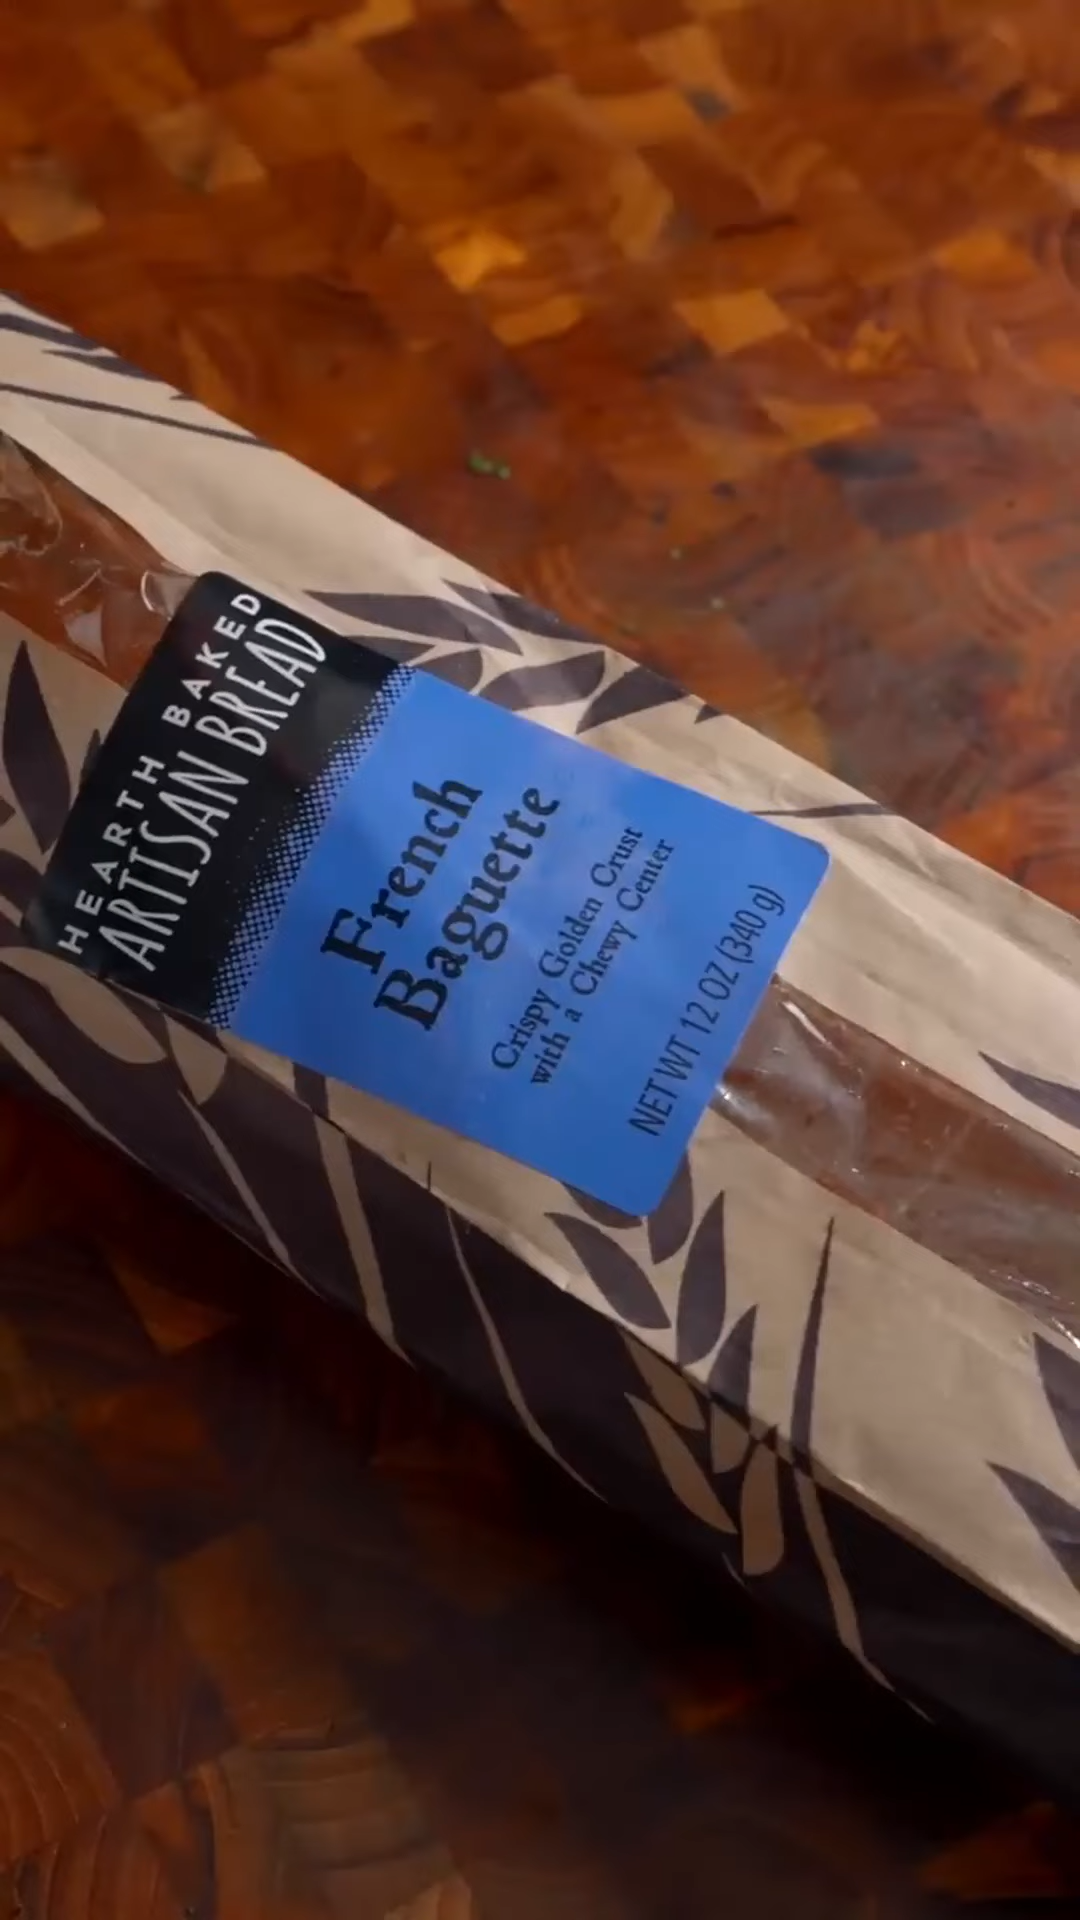 HEARTH BAKED
ARTISAN BREAD
French
Baguette
Crispy Golden Crust
with a Chewy Center
NET WT 12 OZ (340 g)